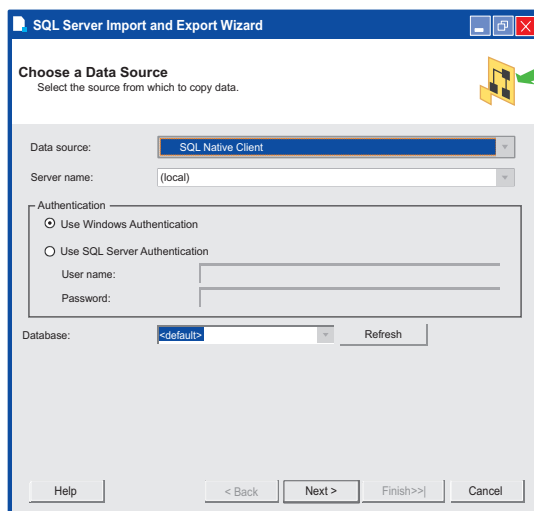 SQL Server Import and Export Wizard
Choose a Data Source
Select the source from which to copy data.
Data source: SQL Native Client
Server name: (local)
Authentication
Use Windows Authentication
Use SQL Server Authentication
User name:
Password:
Database: <default> Refresh
Help < Back Next > Finish>>| Cancel